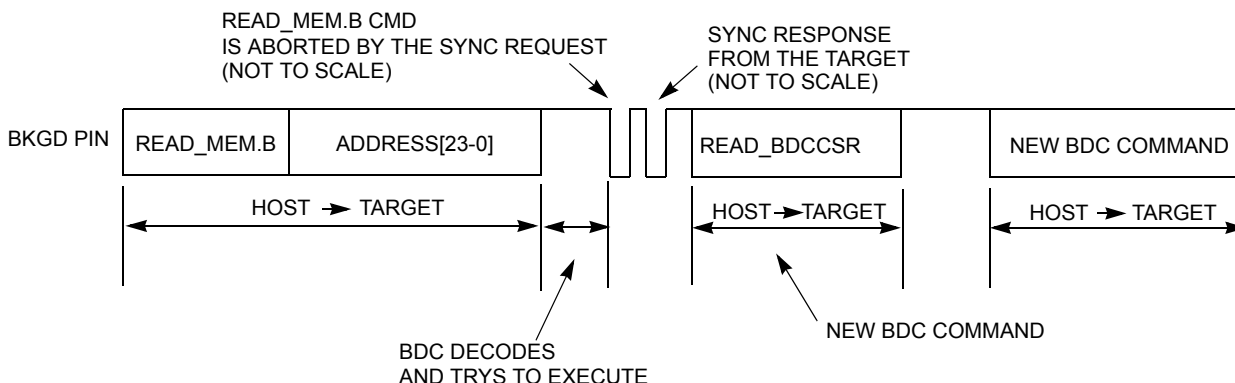 READ_MEM.B CMD
IS ABORTED BY THE SYNC REQUEST
(NOT TO SCALE)
SYNC RESPONSE
FROM THE TARGET
(NOT TO SCALE)
BKGD PIN
READ_MEM.B
ADDRESS[23-0]
READ_BDCCSR
NEW BDC COMMAND
HOST TARGET
HOST TARGET
HOST TARGET
BDC DECODES
AND TRYS TO EXECUTE
NEW BDC COMMAND